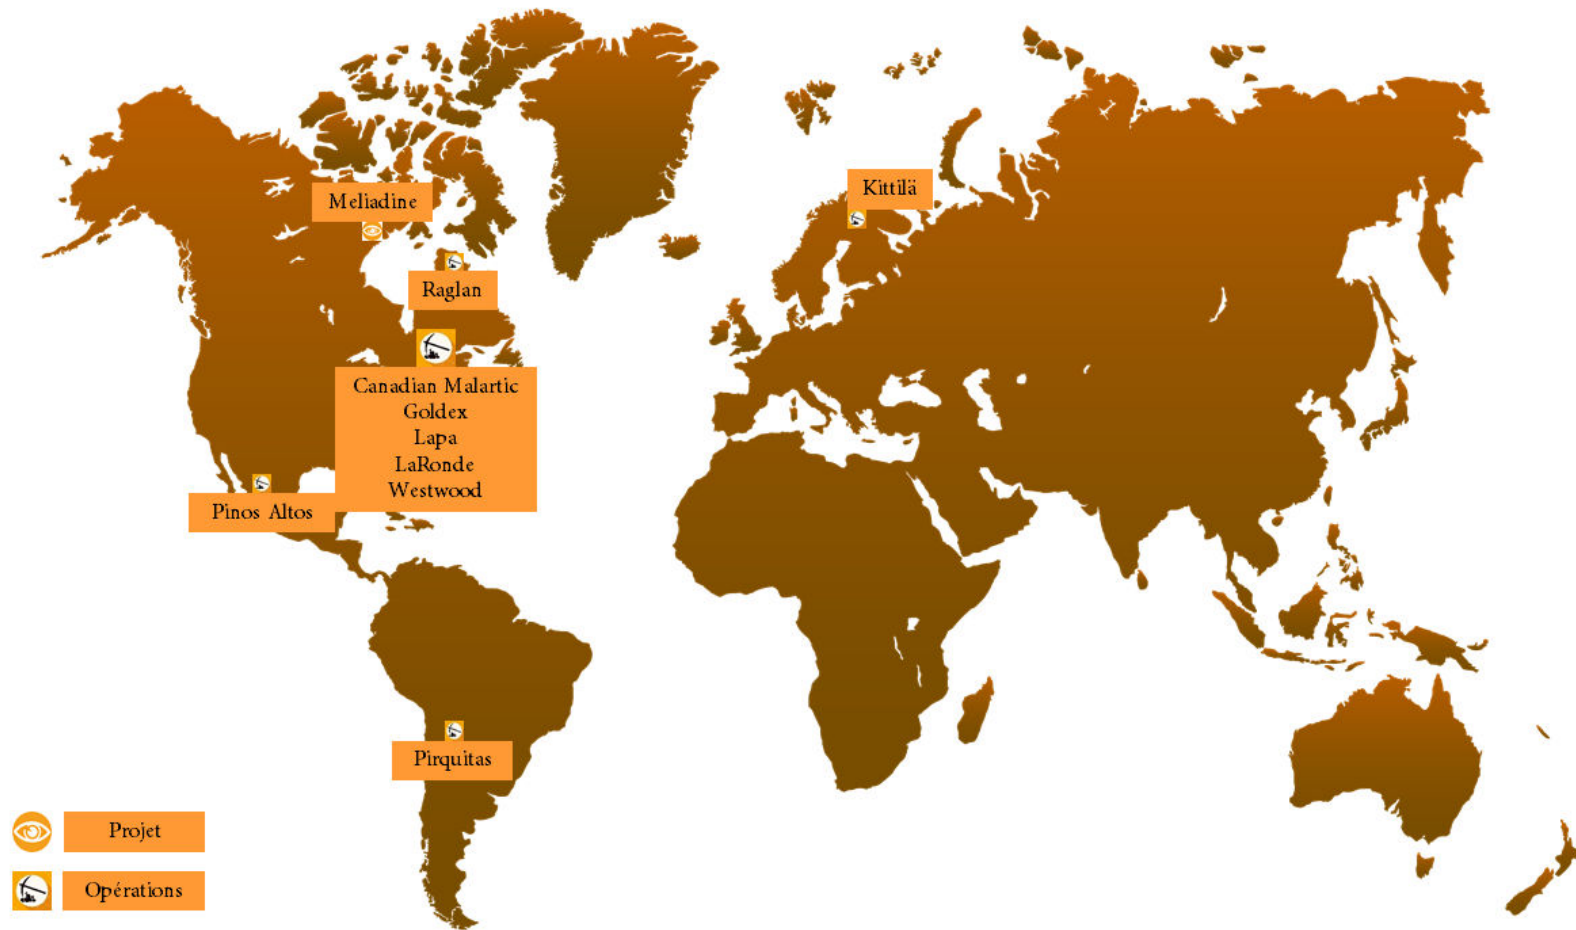 Kittilä
Meliadine
Raglan
Canadian Malartic
Goldex
Lapa
LaRonde
Westwood
Pinos Altos
Pirquitas
Projet
Opérations